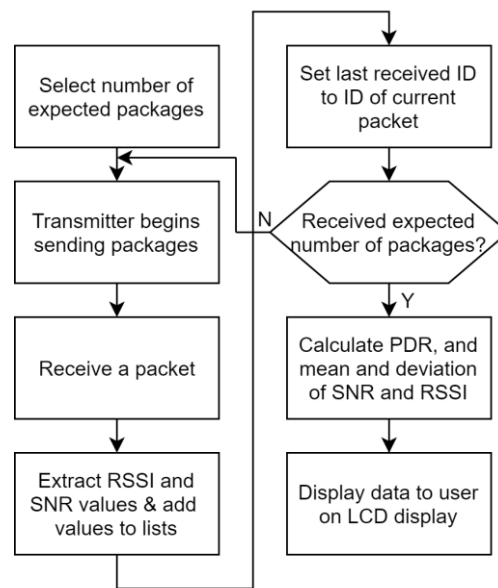 Select number of
expected packages
Transmitter begins
sending packages
Receive a packet
Extract RSSI and
SNR values & add
values to lists
Set last received ID
to ID of current
packet
N
Received expected
number of packages?
Y
Calculate PDR, and
mean and deviation
of SNR and RSSI
Display data to user
on LCD display